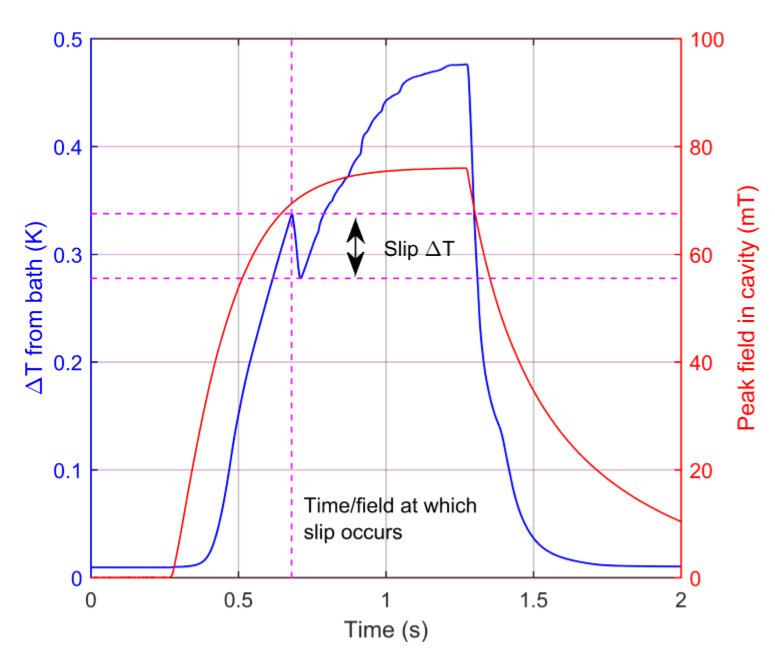 0.5
0.4
0.3
0.2
0.1
0
ΔT from bath (K)
100
80
60
40
20
0
Peak field in cavity (mT)
Slip ΔT
Time/field at which
slip occurs
0
0.5
1
1.5
2
Time (s)